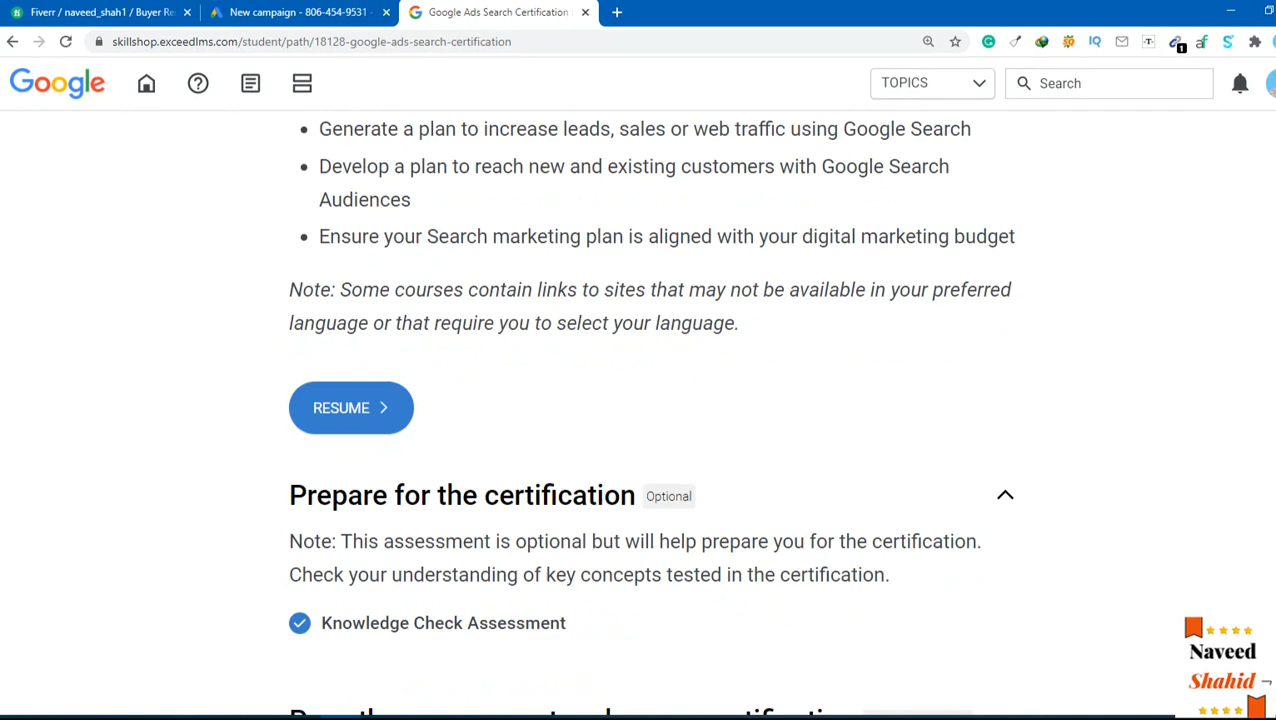 Fiverr / naveed_shah1 / Buyer Re
New campaign - 806-454-9531
Google Ads Search Certification
skillshop.exceedlms.com/student/path/18128-google-ads-search-certification
Google
TOPICS
Search
Generate a plan to increase leads, sales or web traffic using Google Search
Develop a plan to reach new and existing customers with Google Search
Audiences
Ensure your Search marketing plan is aligned with your digital marketing budget
Note: Some courses contain links to sites that may not be available in your preferred
language or that require you to select your language.
RESUME
Prepare for the certification Optional
Note: This assessment is optional but will help prepare you for the certification.
Check your understanding of key concepts tested in the certification.
Knowledge Check Assessment
Naveed
Shahid